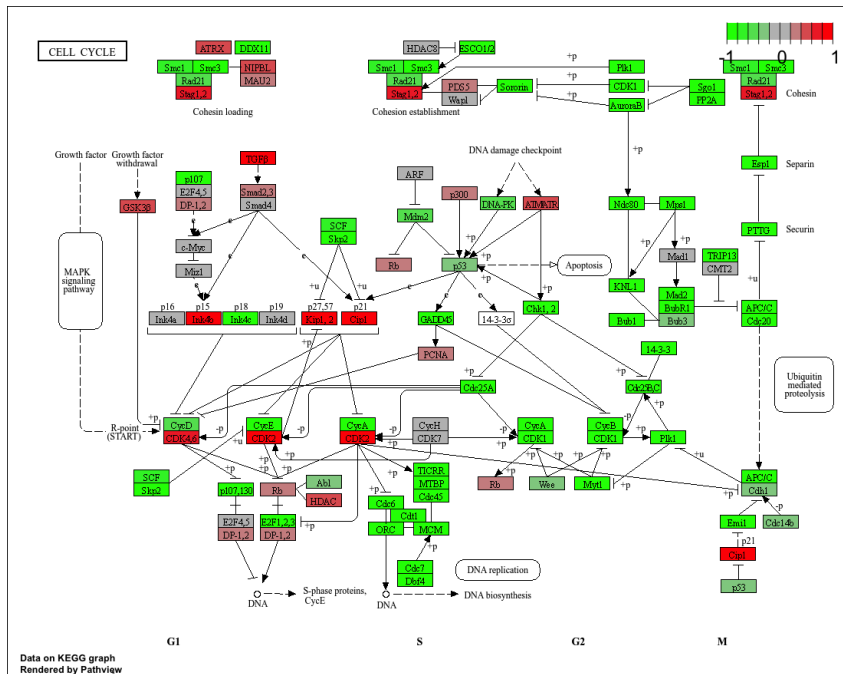 CELL CYCLE
ATRX
DDX11
Smc1
Smc3
NIPBL
Rad21
MAU2
Stag1,2
Cohesin loading
HDAC8
ESCO1/2
Smc1
Smc3
Rad21
Stag1,2
PDS5
Wapl
Sororin
Cohesion establishment
+p
Plk1
CDK1
AuroraB
+p
+p
Sgo1
PP2A
-1
0
1
Smc1
Smc3
Rad21
Stag1,2
Cohesin
Growth factor
Growth factor
withdrawal
GSK3β
TGFβ
p107
E2F4,5
DP-1,2
Smad2,3
Smad4
e
c-Myc
Miz1
e
e
ARF
Mdm2
SCF
Skp2
+u
+u
Rb
p300
DNA damage checkpoint
DNA-PK
ATMATR
+p
+p
+p
p53
Apoptosis
+p
Ndc80
Mps1
+p
+p
Mad1
KNL1
Mad2
BubR1
Bub3
Bub1
TRIP13
CMT2
Esp1
Separin
PTTG
Securin
+u
APC/C
Cdc20
MAPK
signaling
pathway
p16
p15
p18
p19
Ink4a
Ink4b
Ink4c
Ink4d
p27,57
p21
Kip1,2
Cip1
+p
e
e
e
GADD45
14-3-3σ
PCNA
Chk1, 2
+p
+p
14-3-3
Cdc25A
Cdc25B,C
Ubiquitin
mediated
proteolysis
R-point
(START)
+p
CycD
CDK4,6
-p
+u
CycE
CDK2
-p
+p
CycA
CDK2
-p
+p
CycH
CDK7
-p
+p
CycA
CDK1
CycB
CDK1
-p
+p
+p
Plk1
-u
SCF
Skp2
+p
+p
p107,130
Rb
Abl
HDAC
+p
+p
Cdc6
TICRR
MTBP
Cdc45
+p
+p
Rb
Wee
Myt1
+p
+p
APC/C
Cdh1
-p
E2F4,5
DP-1,2
E2F1,2,3
DP-1,2
+p
ORC
Cdt1
MCM
+p
Cdc7
Dbf4
Emi1
Cdc14b
p21
Cip1
p53
DNA replication
DNA
S-phase proteins,
CycE
DNA
DNA biosynthesis
G1
S
G2
M
Data on KEGG graph
Rendered by Pathview